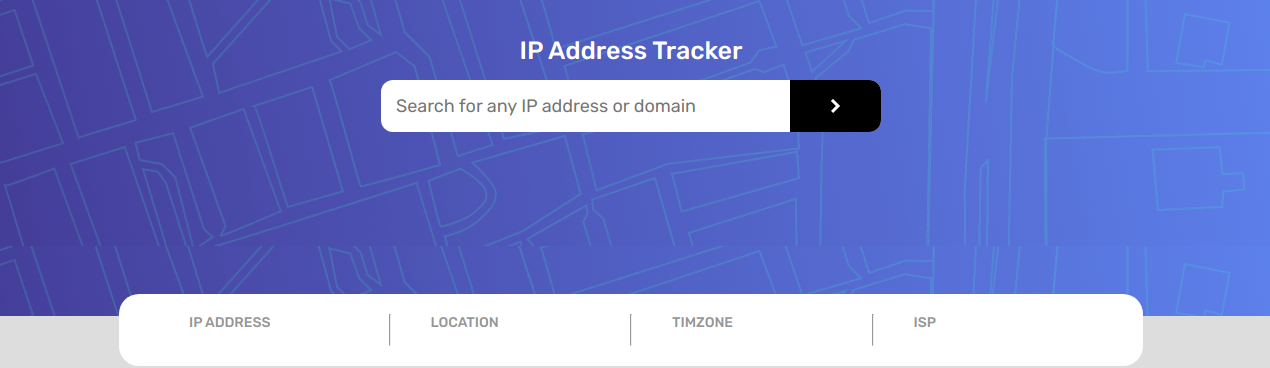 IP Address Tracker
Search for any IP address or domain
IP ADDRESS
LOCATION
TIMZONE
ISP